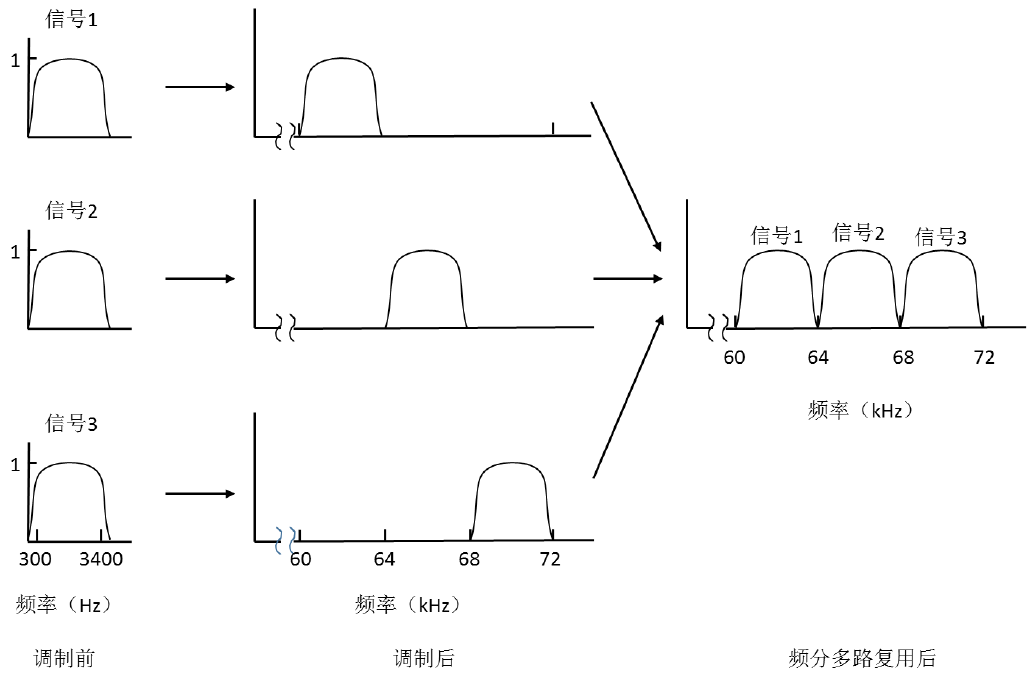 信号1
1
信号2
1
信号1 信号2 信号3
60 64 68 72
频率（kHz）
信号3
1
300 3400
60 64 68 72
频率（Hz） 频率（kHz）
调制前 调制后 频分多路复用后